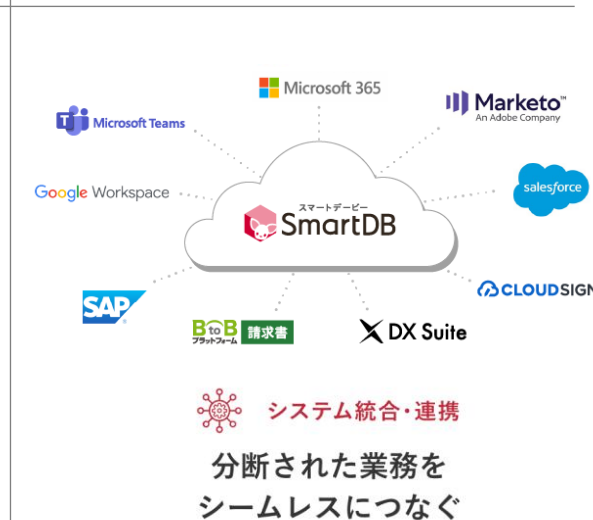 Microsoft 365
Marketo™
An Adobe Company
Microsoft Teams
Google Workspace
salesforce
スマートデービー
SmartDB
SAP
®
CLOUDSIGN
BtoB
プラットフォーム
請求書
DX Suite
システム統合・連携
分断された業務を
シームレスにつなぐ